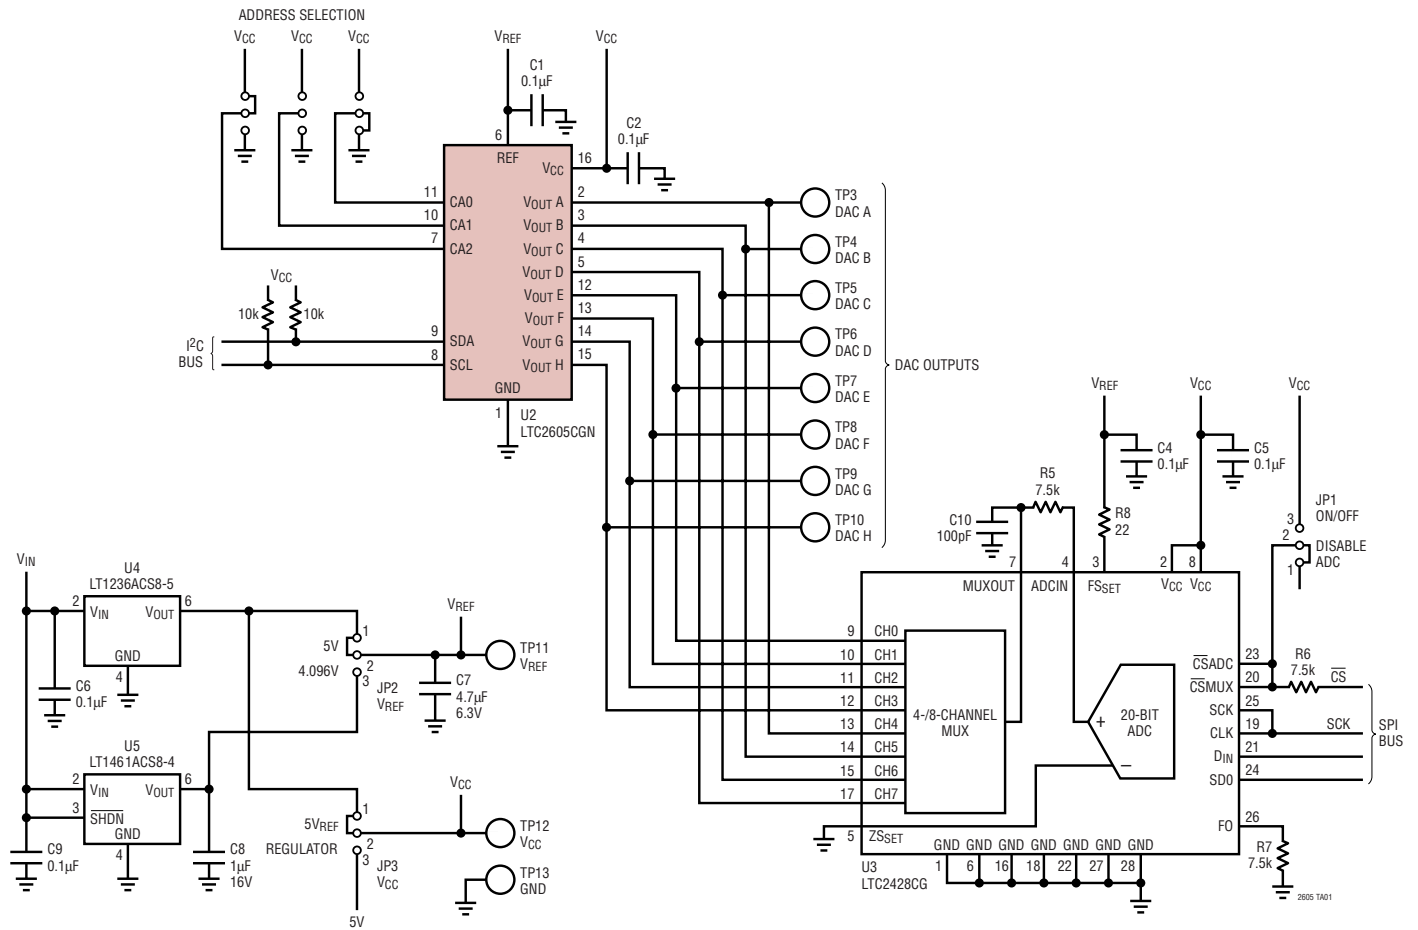 ADDRESS SELECTION
VCC VCC VCC
VREF
VCC
C1
0.1µF
C2
0.1µF
6
REF
16
VCC
11 CA0
10 CA1
7 CA2
VOUT A 2
VOUT B 3
VOUT C 4
VOUT D 5
VOUT E 12
VOUT F 13
VOUT G 14
VOUT H 15
VCC
10k 10k
I2C
BUS
9 SDA
8 SCL
GND
1
U2
LTC2605CGN
TP3
DAC A
TP4
DAC B
TP5
DAC C
TP6
DAC D
TP7
DAC E
TP8
DAC F
TP9
DAC G
TP10
DAC H
DAC OUTPUTS
VREF
VCC
VCC
C4
0.1µF
C5
0.1µF
R5
7.5k
C10
100pF
R8
22
JP1
ON/OFF
3
2
1
DISABLE
ADC
7 4 3 2 8
MUXOUT ADCIN FSSET VCC VCC
9 CH0
10 CH1
11 CH2
12 CH3
13 CH4
14 CH5
15 CH6
17 CH7
4-/8-CHANNEL
MUX
+
–
20-BIT
ADC
CSADC 23
CSMUX 20
SCK 25
CLK 19
DIN 21
SD0 24
FO 26
R6
7.5k
CS
SCK
SPI
BUS
R7
7.5k
5 ZSSET
GND GND GND GND GND GND GND
1 6 16 18 22 27 28
U3
LTC2428CG
2605 TA01
VIN
U4
LT1236ACS8-5
2 VIN VOUT 6
GND
4
C6
0.1µF
U5
LT1461ACS8-4
2 VIN VOUT 6
3 SHDN
GND
4
C9
0.1µF
C8
1µF
16V
5V
4.096V
1
2
3
JP2
VREF
VREF
TP11
VREF
C7
4.7µF
6.3V
5VREF
REGULATOR
1
2
3
JP3
VCC
5V
VCC
TP12
VCC
TP13
GND